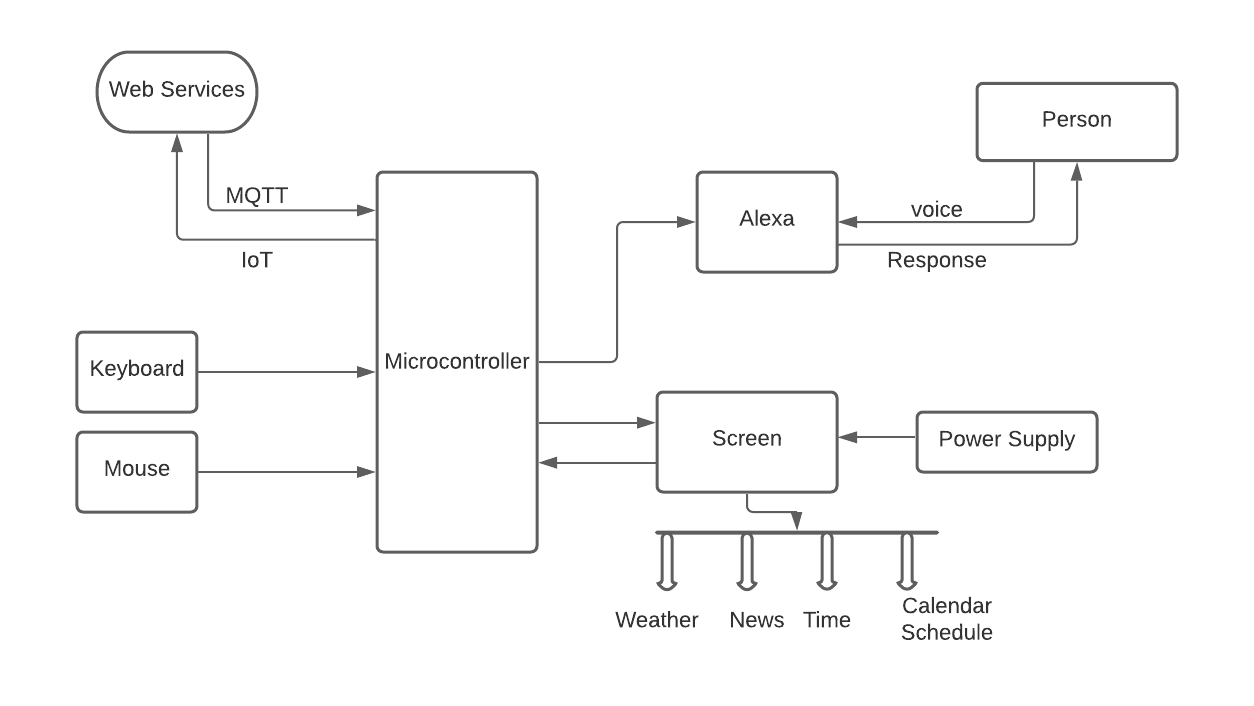 Web Services
Person
MQTT
voice
Alexa
IoT
Response
Keyboard
Microcontroller
Screen
Power Supply
Mouse
Weather
News
Time
Calendar
Schedule